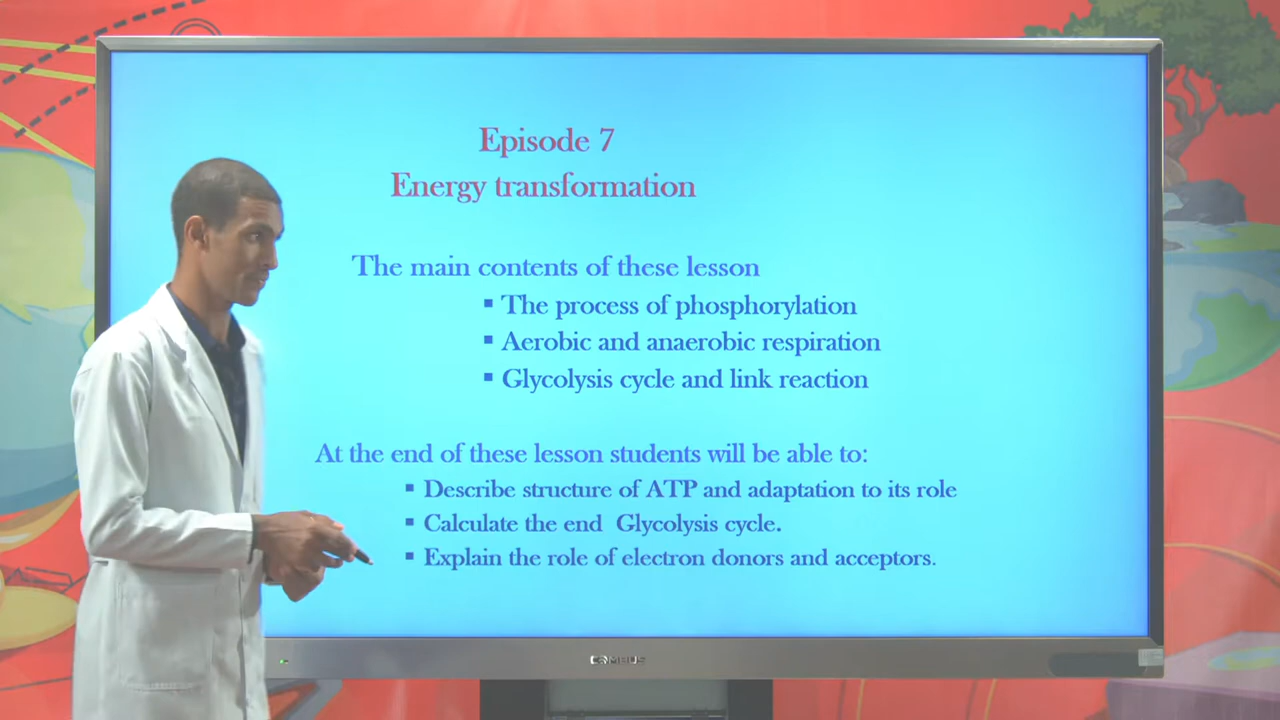 Episode 7
Energy transformation
The main contents of these lesson
▪ The process of phosphorylation
▪ Aerobic and anaerobic respiration
▪ Glycolysis cycle and link reaction
At the end of these lesson students will be able to:
▪ Describe structure of ATP and adaptation to its role
▪ Calculate the end Glycolysis cycle.
▪ Explain the role of electron donors and acceptors.